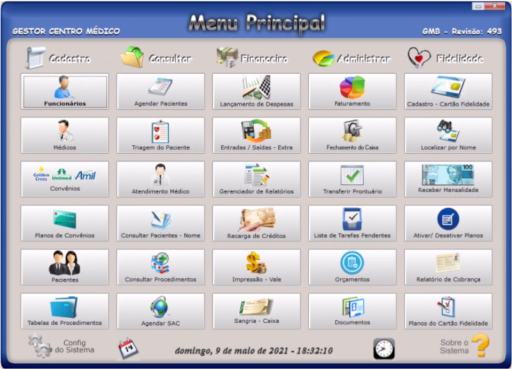 Menu Principal
GESTOR CENTRO MÉDICO
GMB - Revisão: 493
Cadastro
Consultar
Financeiro
Administrar
Fidelidade
Funcionários
Agendar Pacientes
Lançamento de Despesas
Faturamento
Cadastro - Cartão Fidelidade
Médicos
Triagem do Paciente
Entradas / Saídas - Extra
Fechamento do Caixa
Localizar por Nome
Golden Cross
Unimed
Amil
100
Convênios
Atendimento Médico
Gerenciador de Relatórios
Transferir Prontuário
Receber Mensalidade
Planos de Convênios
Consultar Pacientes - Nome
Recarga de Créditos
Lista de Tarefas Pendentes
Ativar/ Desativar Planos
Pacientes
Consultar Procedimentos
Impressão - Vale
Orçamentos
Relatório de Cobrança
Tabelas de Procedimentos
Agendar SAC
Sangria - Caixa
Documentos
Planos do Cartão Fidelidade
Config
do Sistema
domingo, 9 de maio de 2021 - 18:32:10
Sobre o
Sistema